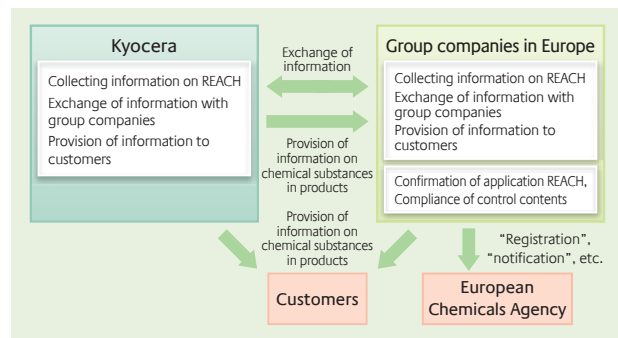 Kyocera
Collecting information on REACH
Exchange of information with
group companies
Provision of information to
customers
Exchange of
information
Provision of
information on
chemical substances
in products
Group companies in Europe
Collecting information on REACH
Exchange of information with
group companies
Provision of information to
customers
Confirmation of application REACH,
Compliance of control contents
Provision of
information on
chemical substances
in products
"Registration",
"notification", etc.
Customers
European
Chemicals Agency